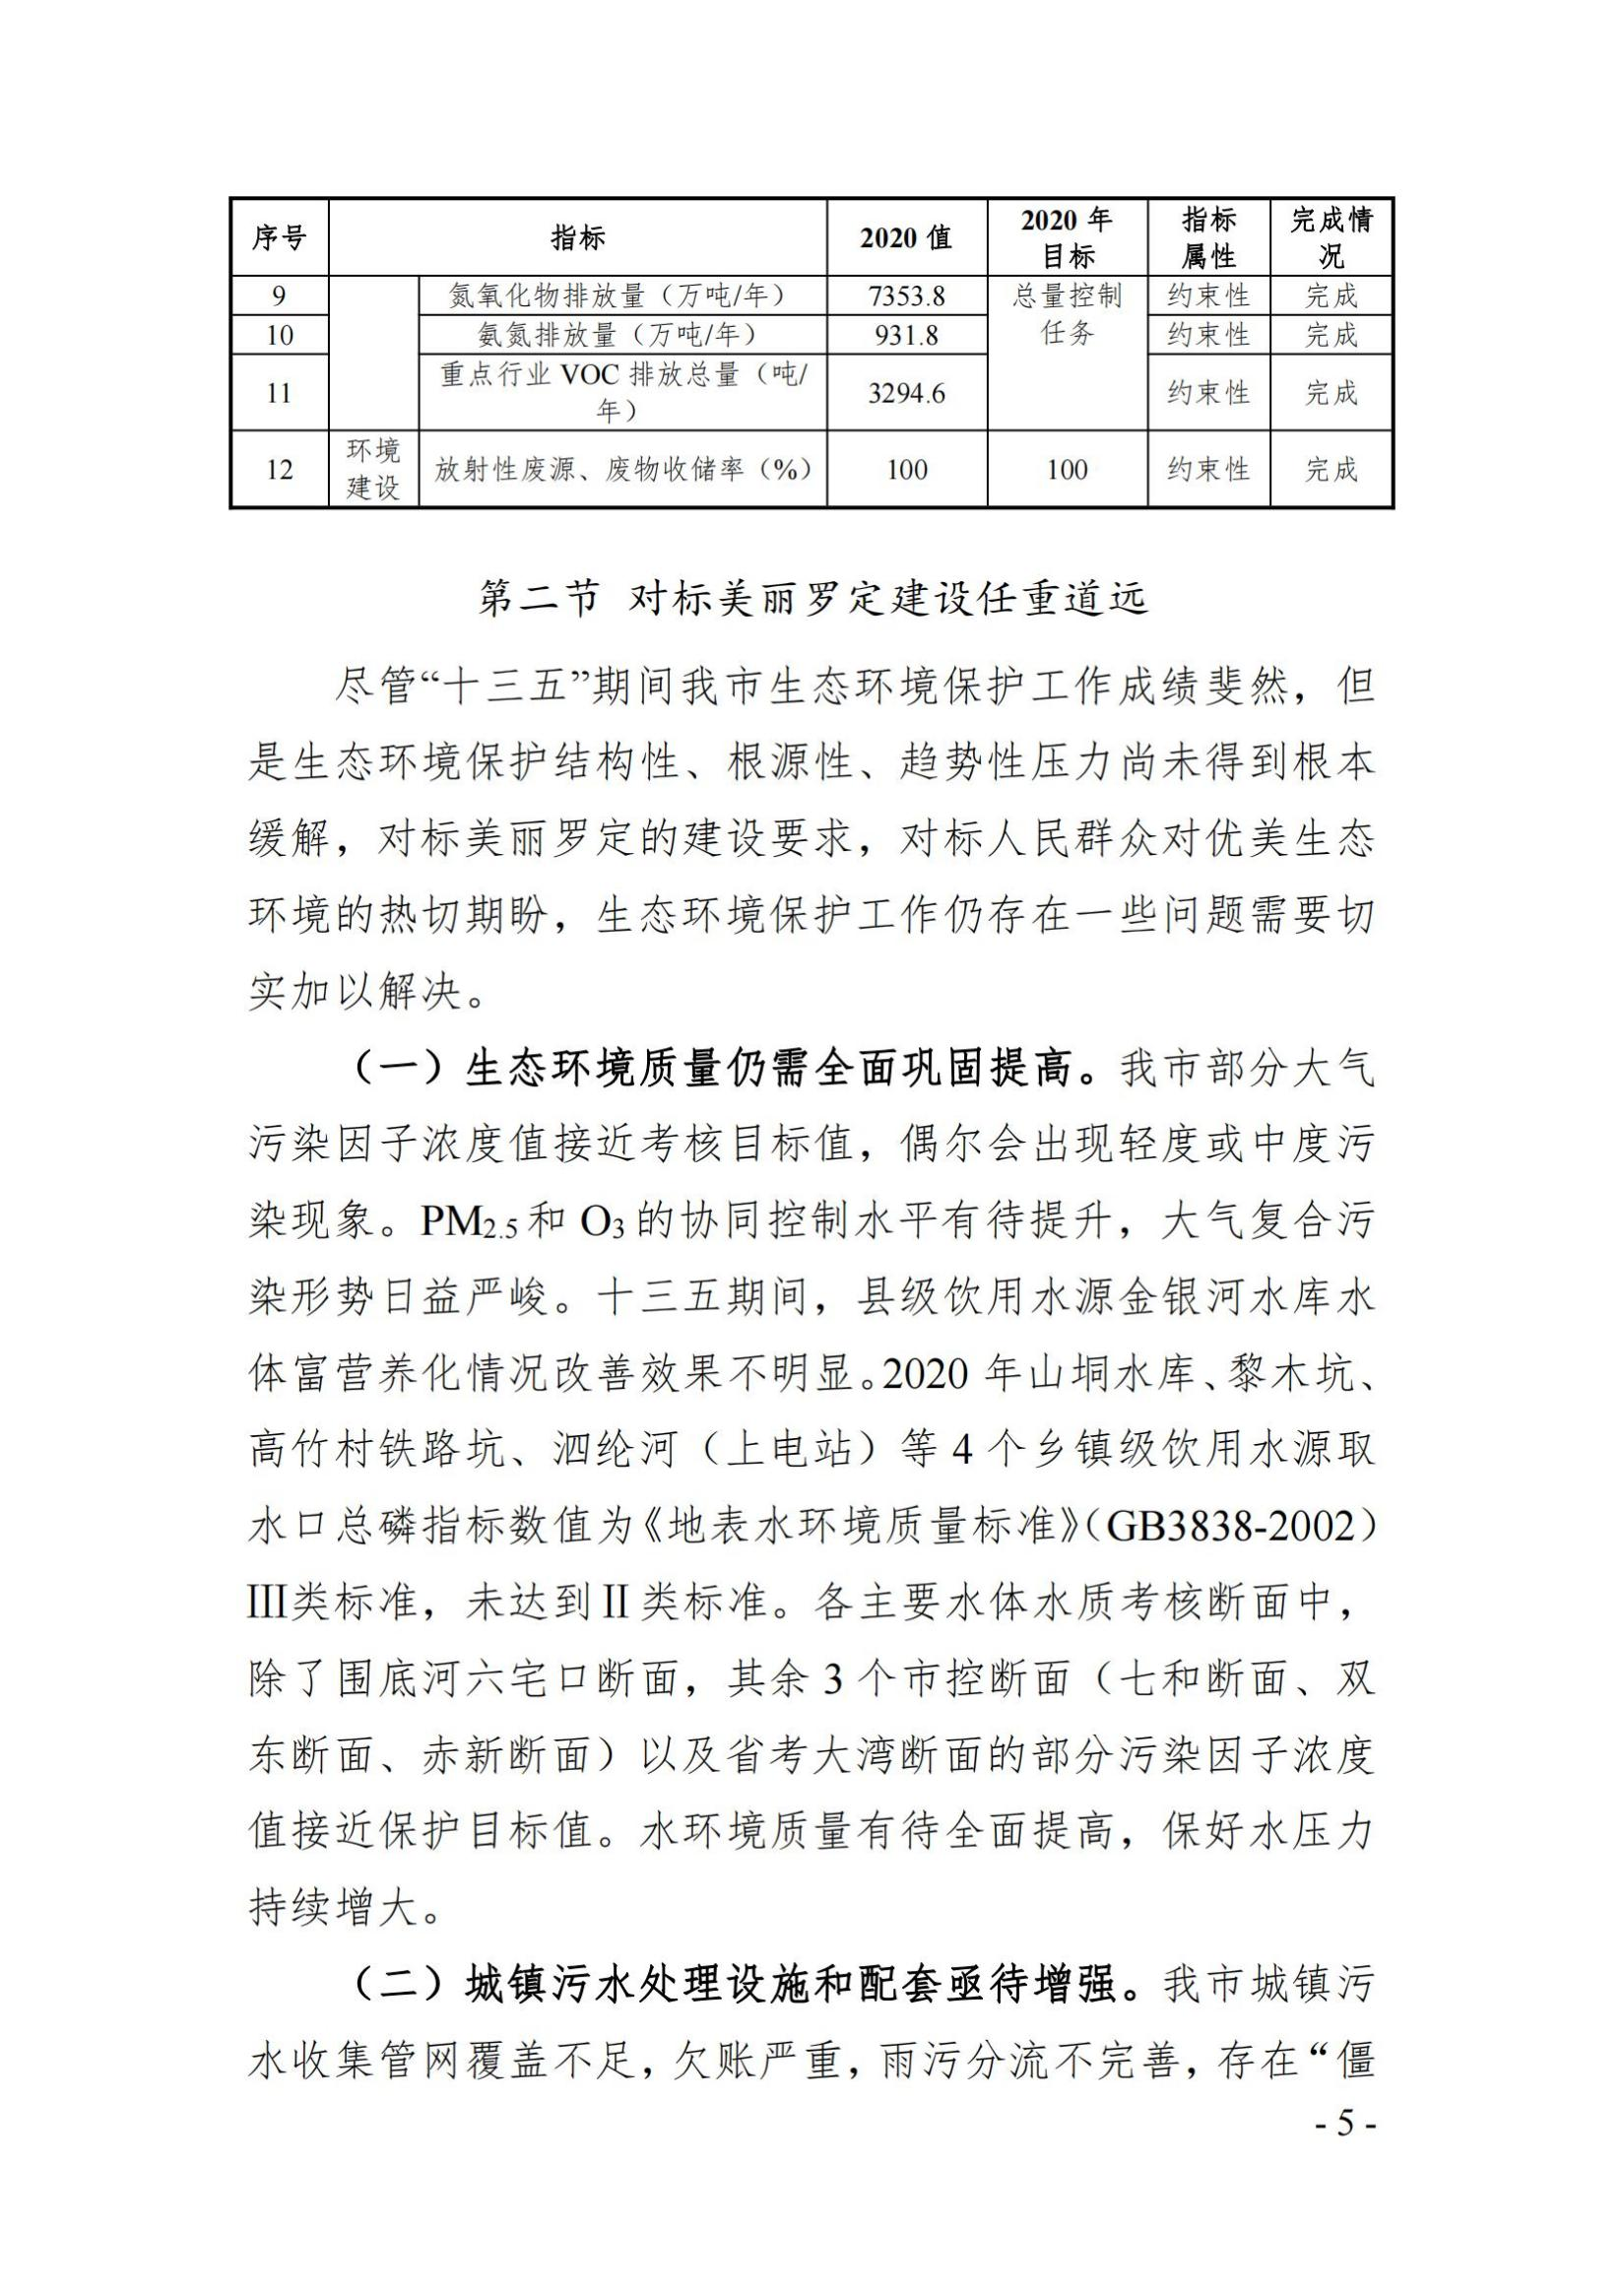 序号 指标 2020 值 2020 年目标 指标属性 完成情况
9 氮氧化物排放量（万吨/年） 7353.8 总量控制任务 约束性 完成
10 氨氮排放量（万吨/年） 931.8 约束性 完成
11 重点行业 VOC 排放总量（吨/年） 3294.6 约束性 完成
12 环境建设 放射性废源、废物收储率（%） 100 100 约束性 完成
第二节 对标美丽罗定建设任重道远
尽管“十三五”期间我市生态环境保护工作成绩斐然，但
是生态环境保护结构性、根源性、趋势性压力尚未得到根本
缓解，对标美丽罗定的建设要求，对标人民群众对优美生态
环境的热切期盼，生态环境保护工作仍存在一些问题需要切
实加以解决。
（一）生态环境质量仍需全面巩固提高。我市部分大气
污染因子浓度值接近考核目标值，偶尔会出现轻度或中度污
染现象。PM2.5 和 O3 的协同控制水平有待提升，大气复合污
染形势日益严峻。十三五期间，县级饮用水源金银河水库水
体富营养化情况改善效果不明显。2020 年山垌水库、黎木坑、
高竹村铁路坑、泗纶河（上电站）等 4 个乡镇级饮用水源取
水口总磷指标数值为《地表水环境质量标准》（GB3838-2002）
Ⅲ类标准，未达到Ⅱ类标准。各主要水体水质考核断面中，
除了围底河六宅口断面，其余 3 个市控断面（七和断面、双
东断面、赤新断面）以及省考大湾断面的部分污染因子浓度
值接近保护目标值。水环境质量有待全面提高，保好水压力
持续增大。
（二）城镇污水处理设施和配套亟待增强。我市城镇污
水收集管网覆盖不足，欠账严重，雨污分流不完善，存在“僵
- 5 -